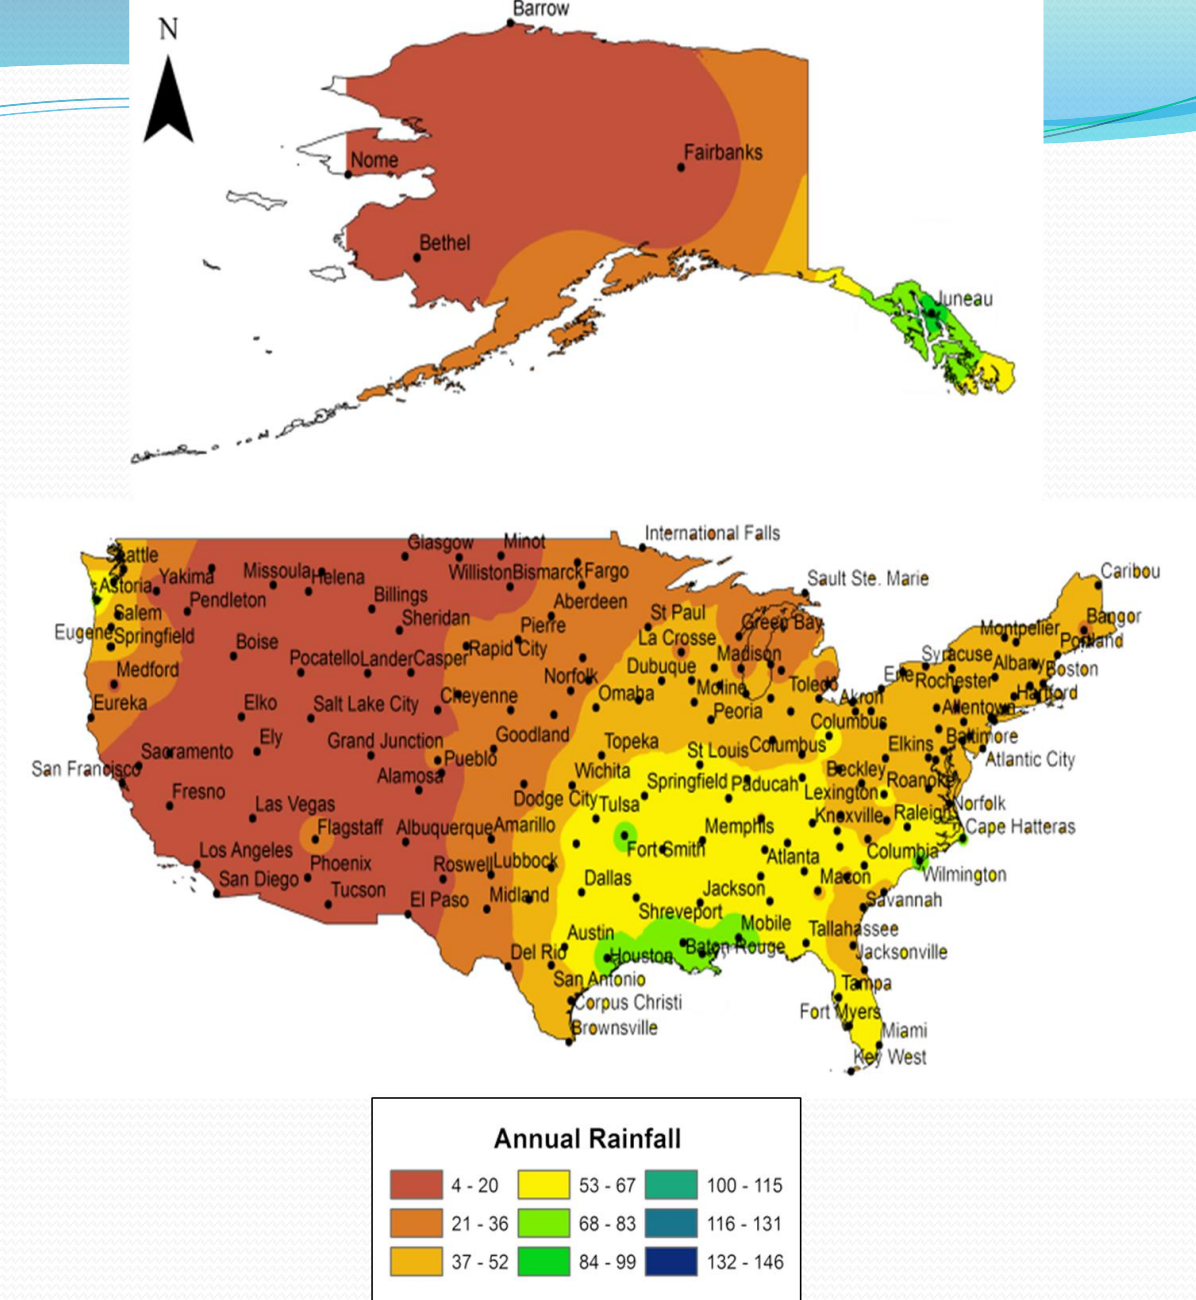 Barrow
N
Fairbanks
Nome
Bethel
Juneau
International Falls
Glasgow
Minot
Seattle
Caribou
Yakima
Missoula
Helena
Williston
Bismarck
Fargo
Sault Ste. Marie
Astoria
Pendleton
Billings
Aberdeen
Salem
Sheridan
St Paul
Green Bay
Bangor
Eugene
Springfield
Pierre
La Crosse
Montpelier
Portland
Boise
Rapid City
Madison
Syracuse
Pocatello
Lander
Casper
Dubuque
Albany
Boston
Medford
Norfolk
Moline
Toledo
Erie
Rochester
Eureka
Elko
Salt Lake City
Cheyenne
Omaha
Peoria
Akron
Hartford
Allentown
Columbus
Sacramento
Ely
Grand Junction
Goodland
Topeka
St Louis
Columbus
Elkins
Baltimore
San Francisco
Pueblo
Atlantic City
Alamosa
Wichita
Springfield
Paducah
Beckley
Roanoke
Fresno
Las Vegas
Dodge City
Tulsa
Lexington
Norfolk
Flagstaff
Albuquerque
Amarillo
Memphis
Knoxville
Raleigh
Cape Hatteras
Los Angeles
Phoenix
Roswell
Lubbock
Fort Smith
Atlanta
Columbia
San Diego
Tucson
El Paso
Midland
Dallas
Jackson
Macon
Wilmington
Shreveport
Savannah
Austin
Mobile
Tallahassee
Del Rio
Houston
Baton Rouge
Jacksonville
San Antonio
Tampa
Corpus Christi
Fort Myers
Brownsville
Miami
Key West
Annual Rainfall
4 - 20
53 - 67
100 - 115
21 - 36
68 - 83
116 - 131
37 - 52
84 - 99
132 - 146